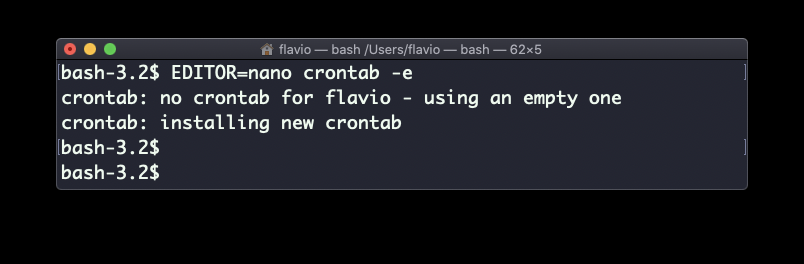 flavio — bash /Users/flavio — bash — 62×5
bash-3.2$ EDITOR=nano crontab -e
crontab: no crontab for flavio - using an empty one
crontab: installing new crontab
bash-3.2$
bash-3.2$